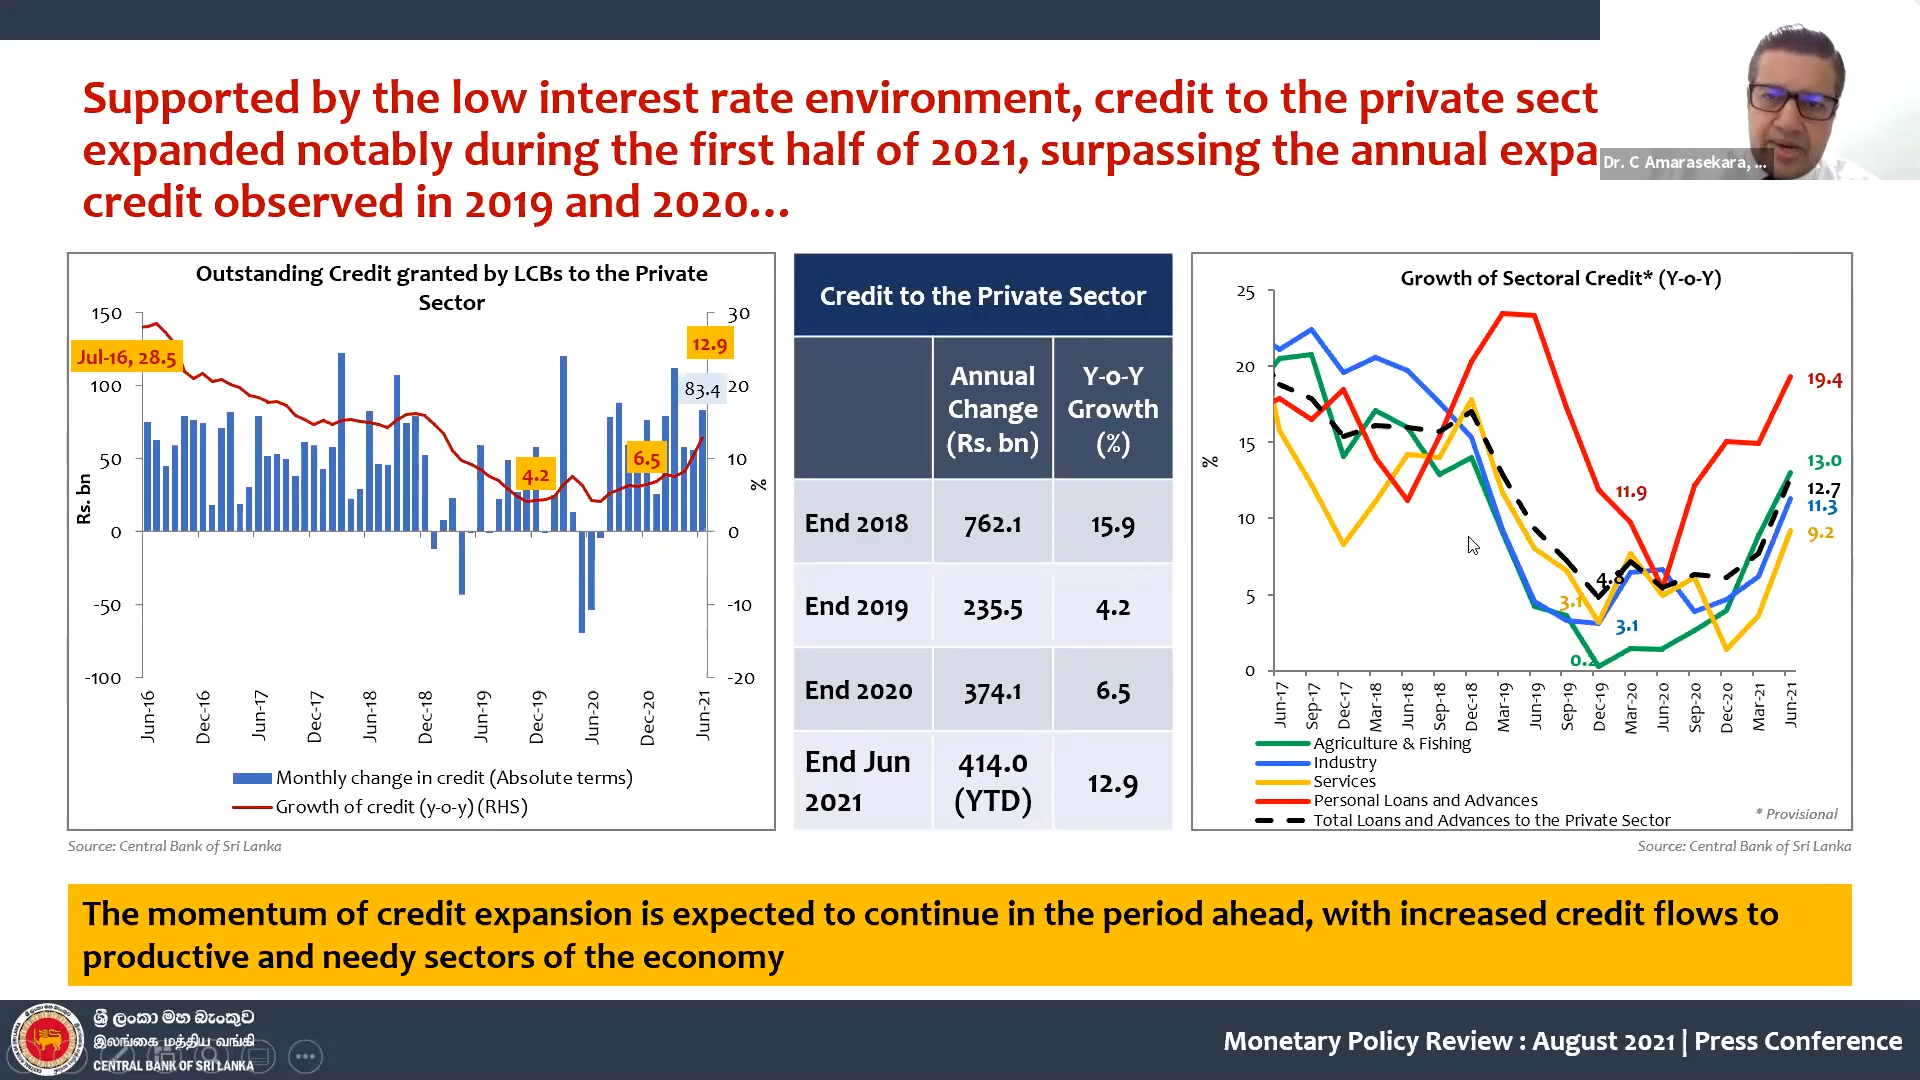 Supported by the low interest rate environment, credit to the private sect
expanded notably during the first half of 2021, surpassing the annual expa
credit observed in 2019 and 2020...
Dr. C Amarasekara, ...
Outstanding Credit granted by LCBs to the Private
Sector
150
100
50
0
-50
-100
Rs. bn
30
20
10
0
-10
-20
%
Jul-16, 28.5
4.2
6.5
12.9
83.4
Jun-16
Dec-16
Jun-17
Dec-17
Jun-18
Dec-18
Jun-19
Dec-19
Jun-20
Dec-20
Jun-21
Monthly change in credit (Absolute terms)
Growth of credit (y-o-y) (RHS)
Source: Central Bank of Sri Lanka
Credit to the Private Sector
Annual
Change
(Rs. bn)
Y-o-Y
Growth
(%)
End 2018 762.1 15.9
End 2019 235.5 4.2
End 2020 374.1 6.5
End Jun
2021
414.0
(YTD)
12.9
Growth of Sectoral Credit* (Y-o-Y)
25
20
15
10
5
0
%
19.4
13.0
12.7
11.3
9.2
11.9
4.8
3.1
3.1
Jun-17
Sep-17
Dec-17
Mar-18
Jun-18
Sep-18
Dec-18
Mar-19
Jun-19
Sep-19
Dec-19
Mar-20
Jun-20
Sep-20
Dec-20
Mar-21
Jun-21
Agriculture & Fishing
Industry
Services
Personal Loans and Advances
Total Loans and Advances to the Private Sector
* Provisional
Source: Central Bank of Sri Lanka
The momentum of credit expansion is expected to continue in the period ahead, with increased credit flows to
productive and needy sectors of the economy
ශ්‍රී ලංකා මහ බැංකුව
இலங்கை மத்திய வங்கி
CENTRAL BANK OF SRI LANKA
Monetary Policy Review : August 2021 | Press Conference